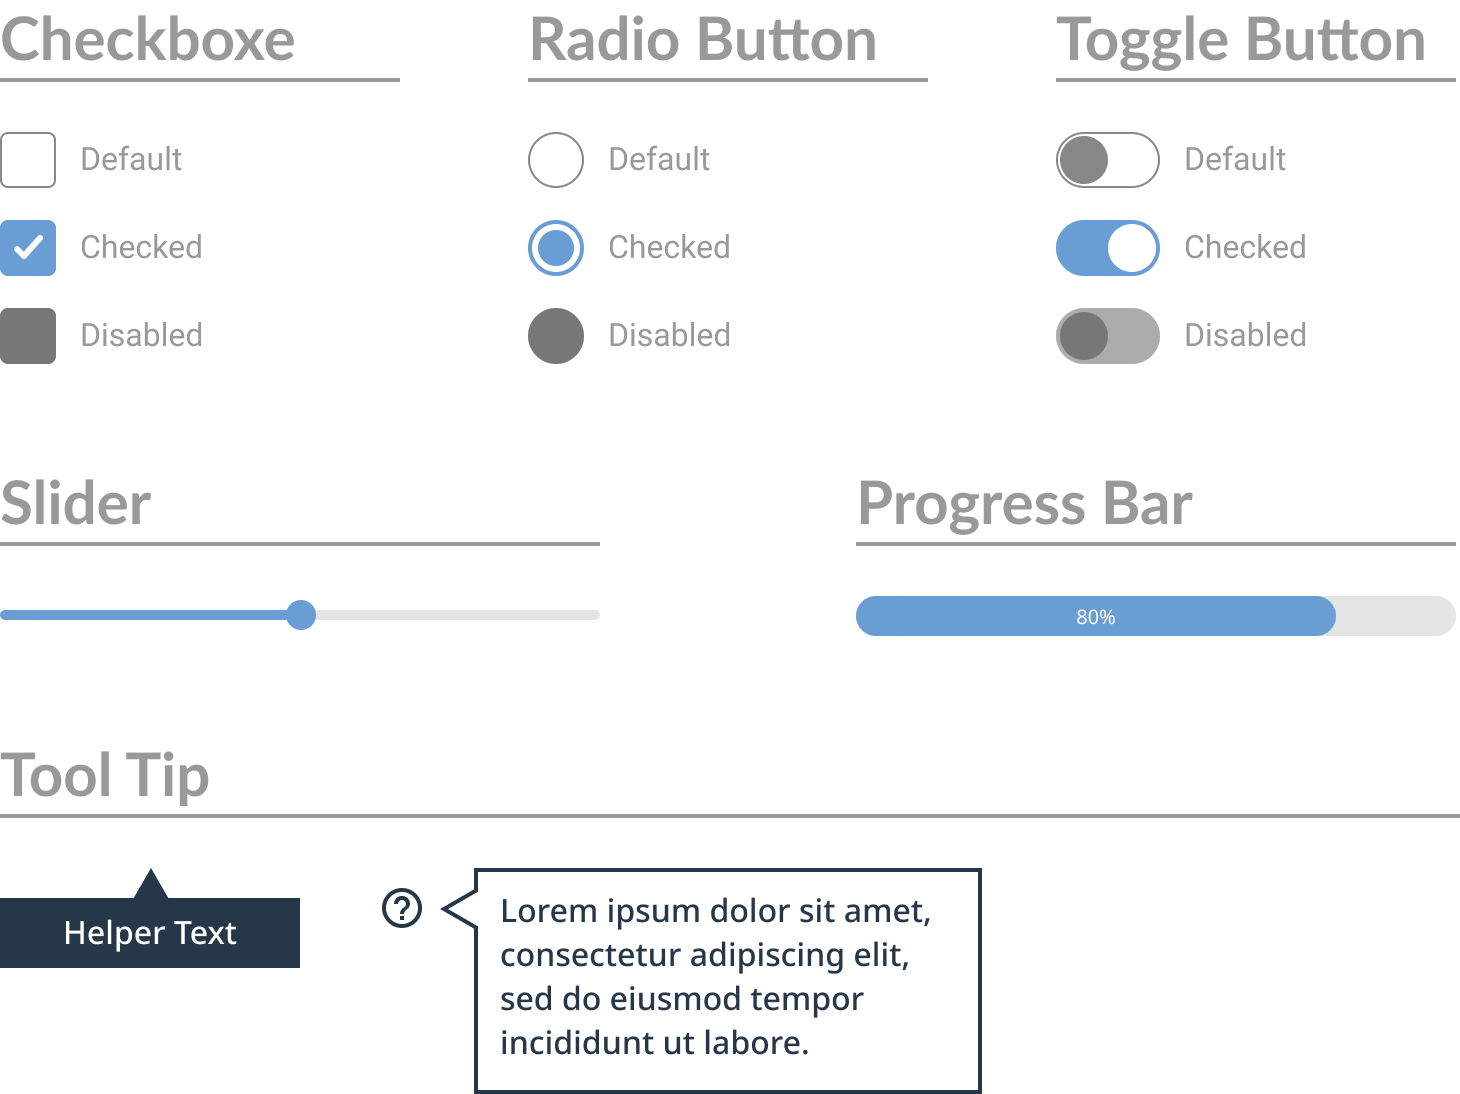 Checkboxe
Radio Button
Toggle Button
Default
Default
Default
Checked
Checked
Checked
Disabled
Disabled
Disabled
Slider
Progress Bar
80%
Tool Tip
Helper Text
?
Lorem ipsum dolor sit amet,
consectetur adipiscing elit,
sed do eiusmod tempor
incididunt ut labore.